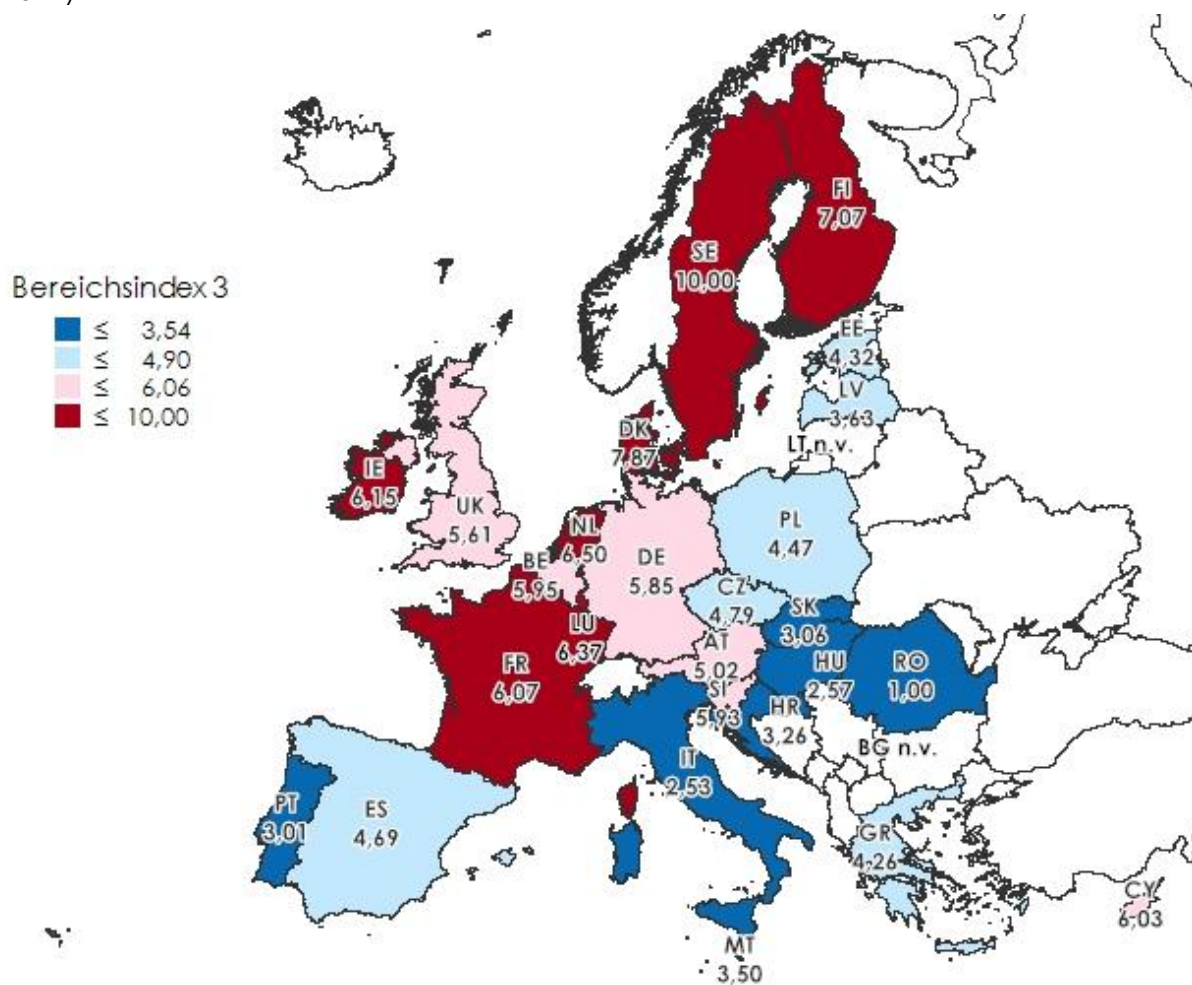 FI
7,07
SE
10,00
Bereichsindex 3
≤ 3,54
≤ 4,90
≤ 6,06
≤ 10,00
EE
4,32
LV
3,63
LT n.v.
DK
7,87
IE
6,15
UK
5,61
NL
6,50
BE
5,95
DE
5,85
PL
4,47
CZ
4,79
SK
3,06
LU
6,37
AT
5,02
FR
6,07
HU
2,57
RO
1,00
SI
5,93
HR
3,26
BG n.v.
IT
2,53
PT
3,01
ES
4,69
GR
4,26
CY
6,03
MT
3,50